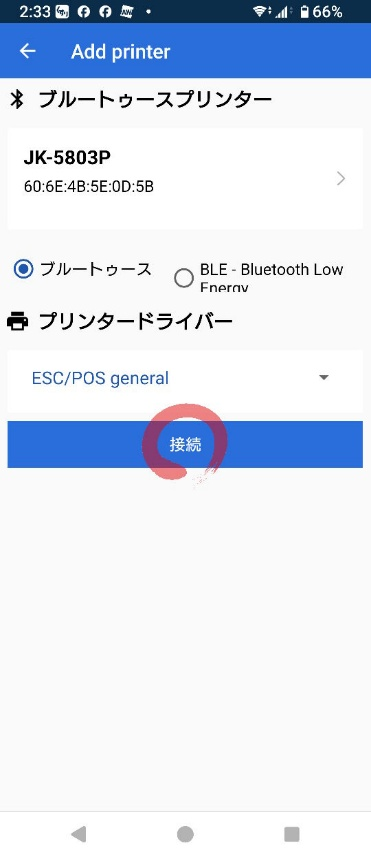 2:33 66%
Add printer
ブルートゥースプリンター
JK-5803P
60:6E:4B:5E:0D:5B
ブルートゥース
BLE - Bluetooth Low
Energy
プリンタードライバー
ESC/POS general
接続